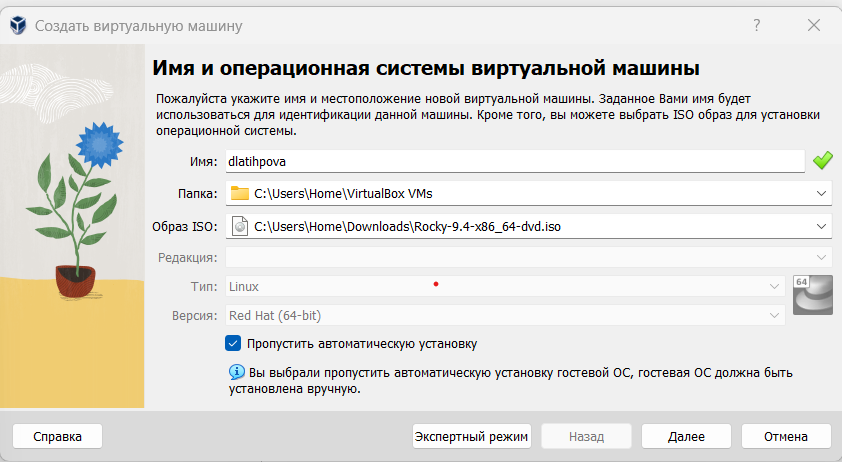 Создать виртуальную машину
?
Имя и операционная системы виртуальной машины
Пожалуйста укажите имя и местоположение новой виртуальной машины. Заданное Вами имя будет
использоваться для идентификации данной машины. Кроме того, вы можете выбрать ISO образ для установки
операционной системы.
Имя: dlatihpova
Папка: C:\Users\Home\VirtualBox VMs
Образ ISO: C:\Users\Home\Downloads\Rocky-9.4-x86_64-dvd.iso
Редакция:
Тип: Linux
64
Версия: Red Hat (64-bit)
Пропустить автоматическую установку
Вы выбрали пропустить автоматическую установку гостевой ОС, гостевая ОС должна быть
установлена вручную.
Справка Экспертный режим Назад Далее Отмена